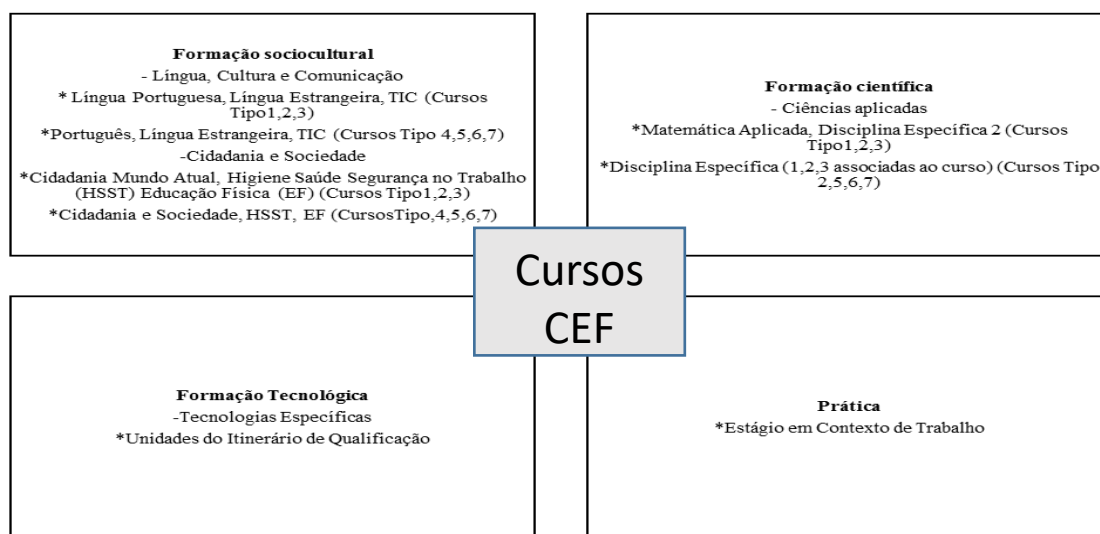 Formação sociocultural
- Língua, Cultura e Comunicação
* Língua Portuguesa, Língua Estrangeira, TIC (Cursos
Tipo1,2,3)
*Português, Língua Estrangeira, TIC (Cursos Tipo 4,5,6,7)
-Cidadania e Sociedade
*Cidadania Mundo Atual, Higiene Saúde Segurança no Trabalho
(HSST) Educação Física (EF) (Cursos Tipo1,2,3)
*Cidadania e Sociedade, HSST, EF (CursosTipo,4,5,6,7)
Formação científica
- Ciências aplicadas
*Matemática Aplicada, Disciplina Específica 2 (Cursos
Tipo1,2,3)
*Disciplina Específica (1,2,3 associadas ao curso) (Cursos Tipo
2,5,6,7)
Cursos
CEF
Formação Tecnológica
-Tecnologias Específicas
*Unidades do Itinerário de Qualificação
Prática
*Estágio em Contexto de Trabalho